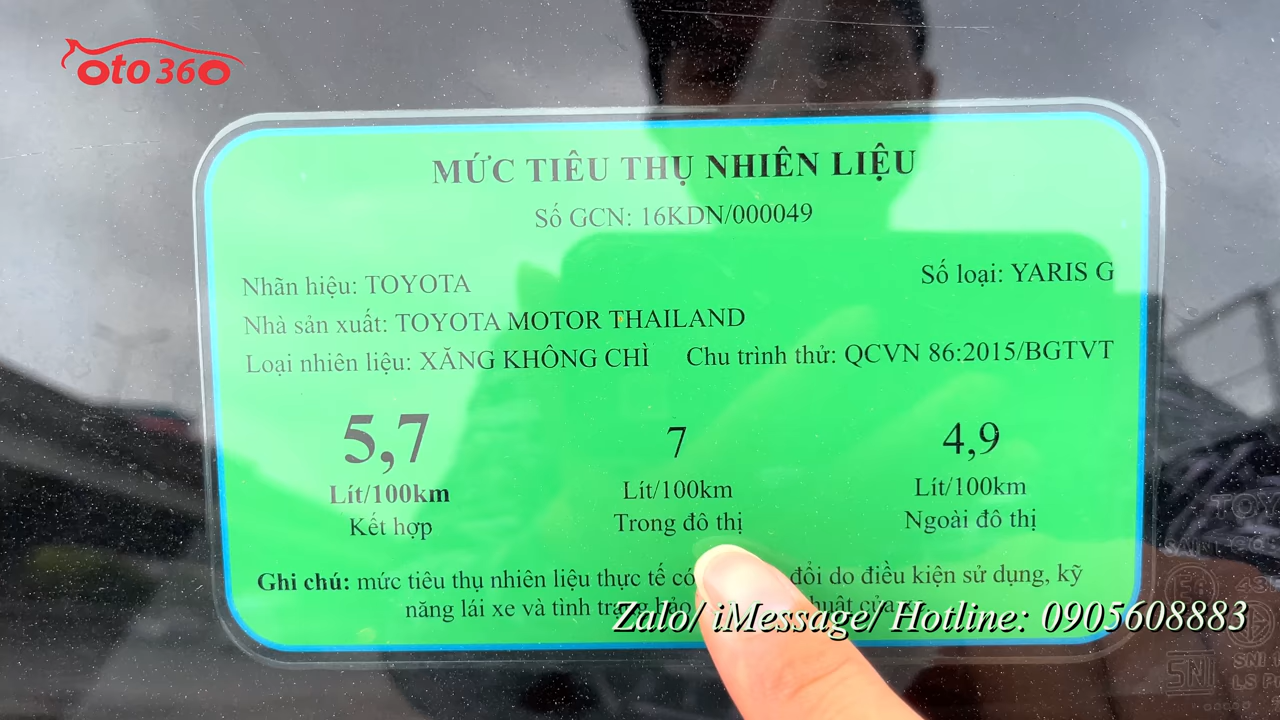 oto 360
MỨC TIÊU THỤ NHIÊN LIỆU
Số GCN: 16KDN/000049
Nhãn hiệu: TOYOTA
Số loại: YARIS G
Nhà sản xuất: TOYOTA MOTOR THAILAND
Loại nhiên liệu: XĂNG KHÔNG CHÌ Chu trình thử: QCVN 86:2015/BGTVT
5,7 7 4,9
Lít/100km Lít/100km Lít/100km
Kết hợp Trong đô thị Ngoài đô thị
Ghi chú: mức tiêu thụ nhiên liệu thực tế có đổi do điều kiện sử dụng, kỹ
năng lái xe và tình trạng bảo
Zalo/ iMessage/ Hotline: 0905608883
SNI